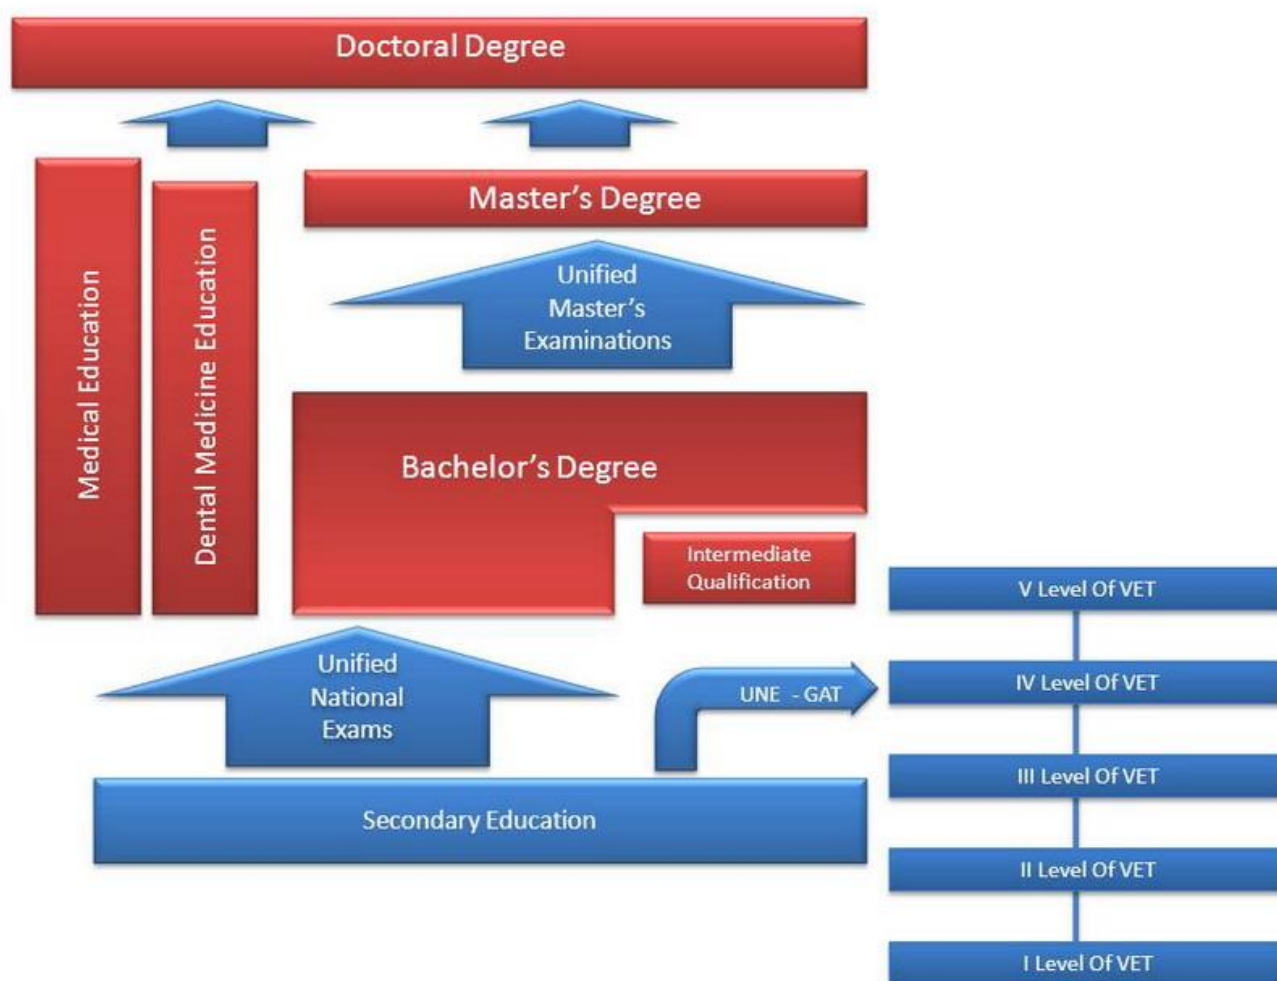 Doctoral Degree
Master's Degree
Medical Education
Dental Medicine Education
Unified
Master's
Examinations
Bachelor's Degree
Intermediate
Qualification
V Level Of VET
Unified
National
Exams
UNE - GAT
IV Level Of VET
III Level Of VET
Secondary Education
II Level Of VET
I Level Of VET